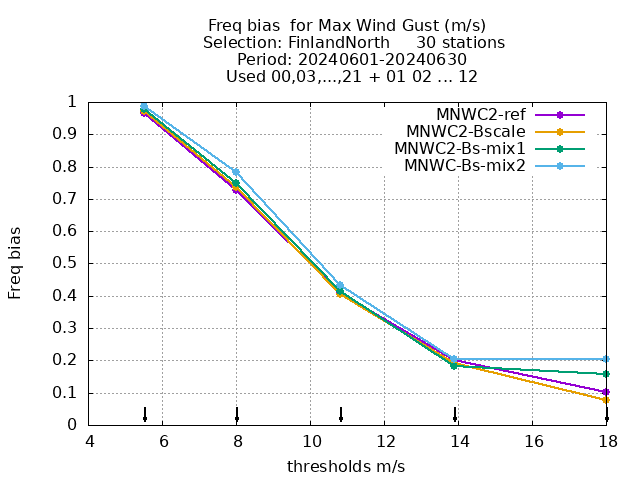 Freq bias  for Max Wind Gust (m/s)
Selection: FinlandNorth     30 stations
Period: 20240601-20240630
Used 00,03,...,21 + 01 02 ... 12
MNWC2-ref
MNWC2-Bscale
MNWC2-Bs-mix1
MNWC-Bs-mix2
1
0.9
0.8
0.7
0.6
0.5
0.4
0.3
0.2
0.1
0
Freq bias
4 6 8 10 12 14 16 18
thresholds m/s